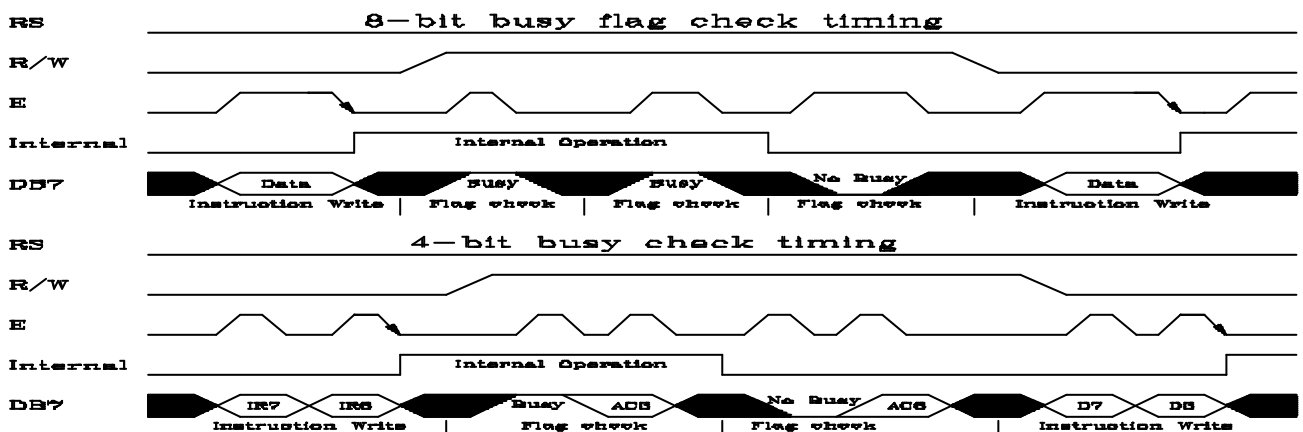 RS 8-bit busy flag check timing
R/W
E
Internal Internal Operation
DB7 Data Busy Busy No Busy Data
Instruction Write Flag check Flag check Flag check Instruction Write
RS 4-bit busy check timing
R/W
E
Internal Internal Operation
DB7 IR7 IR6 Busy AC6 No Busy AC6 D7 D6
Instruction Write Flag check Flag check Instruction Write